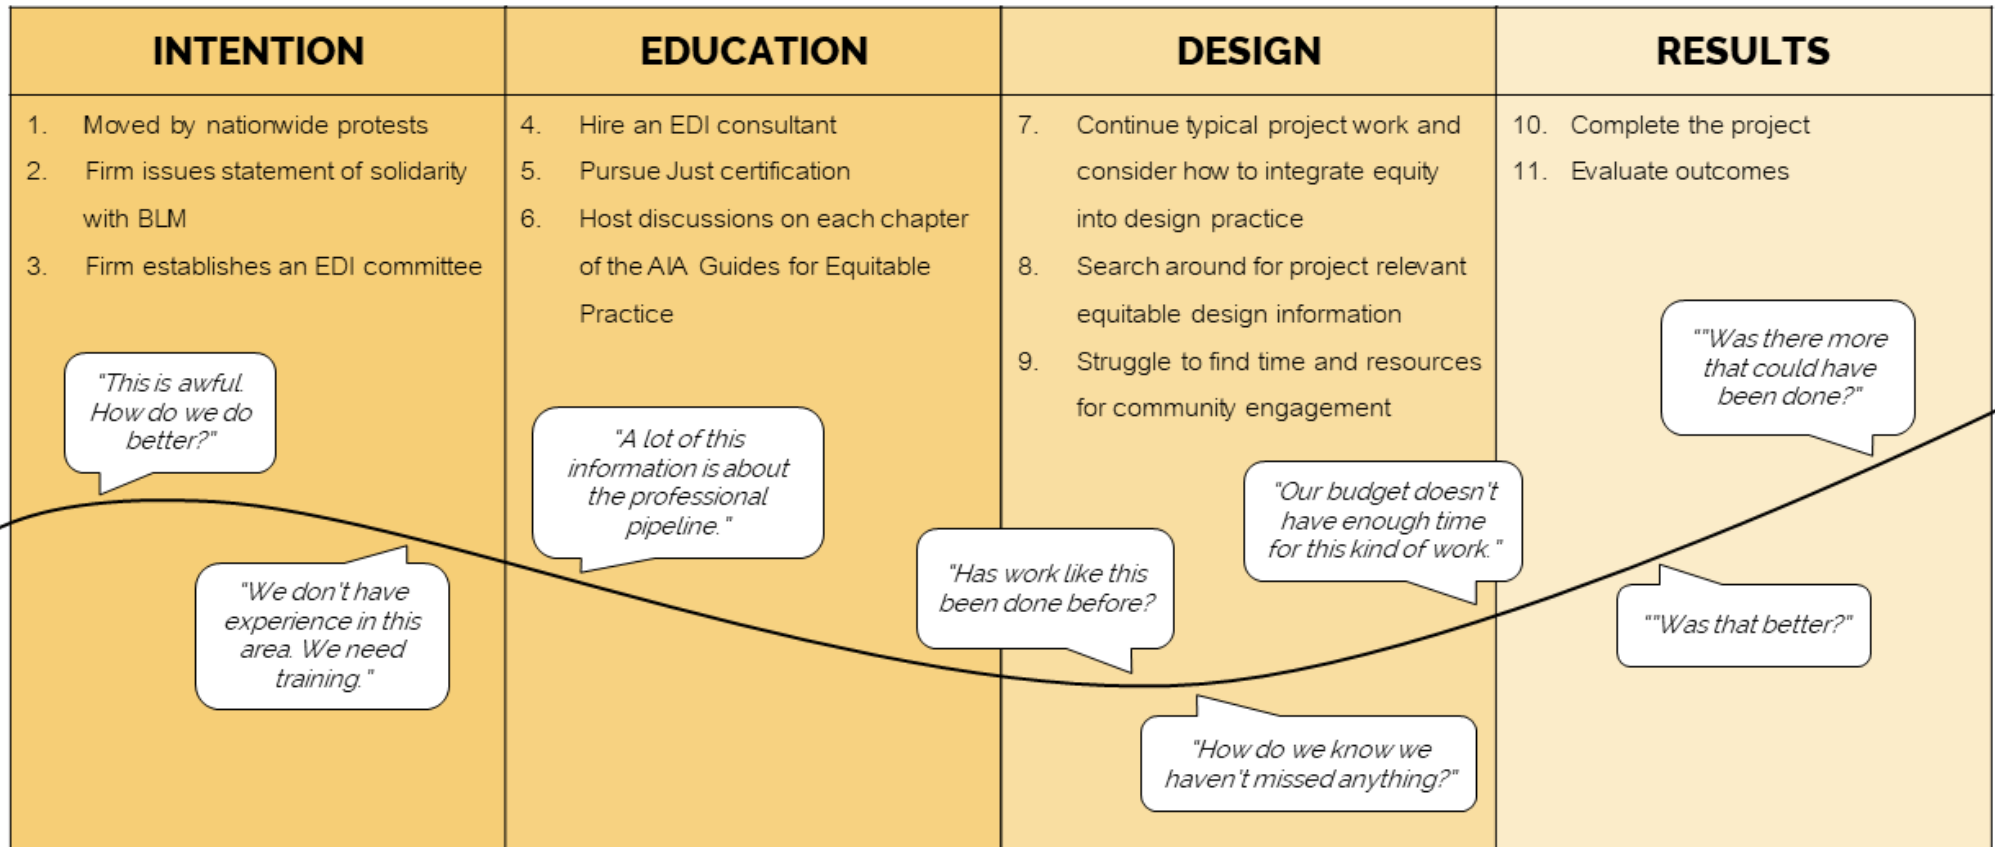 INTENTION
EDUCATION
DESIGN
RESULTS
1. Moved by nationwide protests
2. Firm issues statement of solidarity
with BLM
3. Firm establishes an EDI committee
"This is awful.
How do we do
better?"
"We don't have
experience in this
area. We need
training."
4. Hire an EDI consultant
5. Pursue Just certification
6. Host discussions on each chapter
of the AIA Guides for Equitable
Practice
"A lot of this
information is about
the professional
pipeline."
"Has work like this
been done before?
7. Continue typical project work and
consider how to integrate equity
into design practice
8. Search around for project relevant
equitable design information
9. Struggle to find time and resources
for community engagement
"Our budget doesn't
have enough time
for this kind of work."
"How do we know we
haven't missed anything?"
10. Complete the project
11. Evaluate outcomes
""Was there more
that could have
been done?"
""Was that better?"